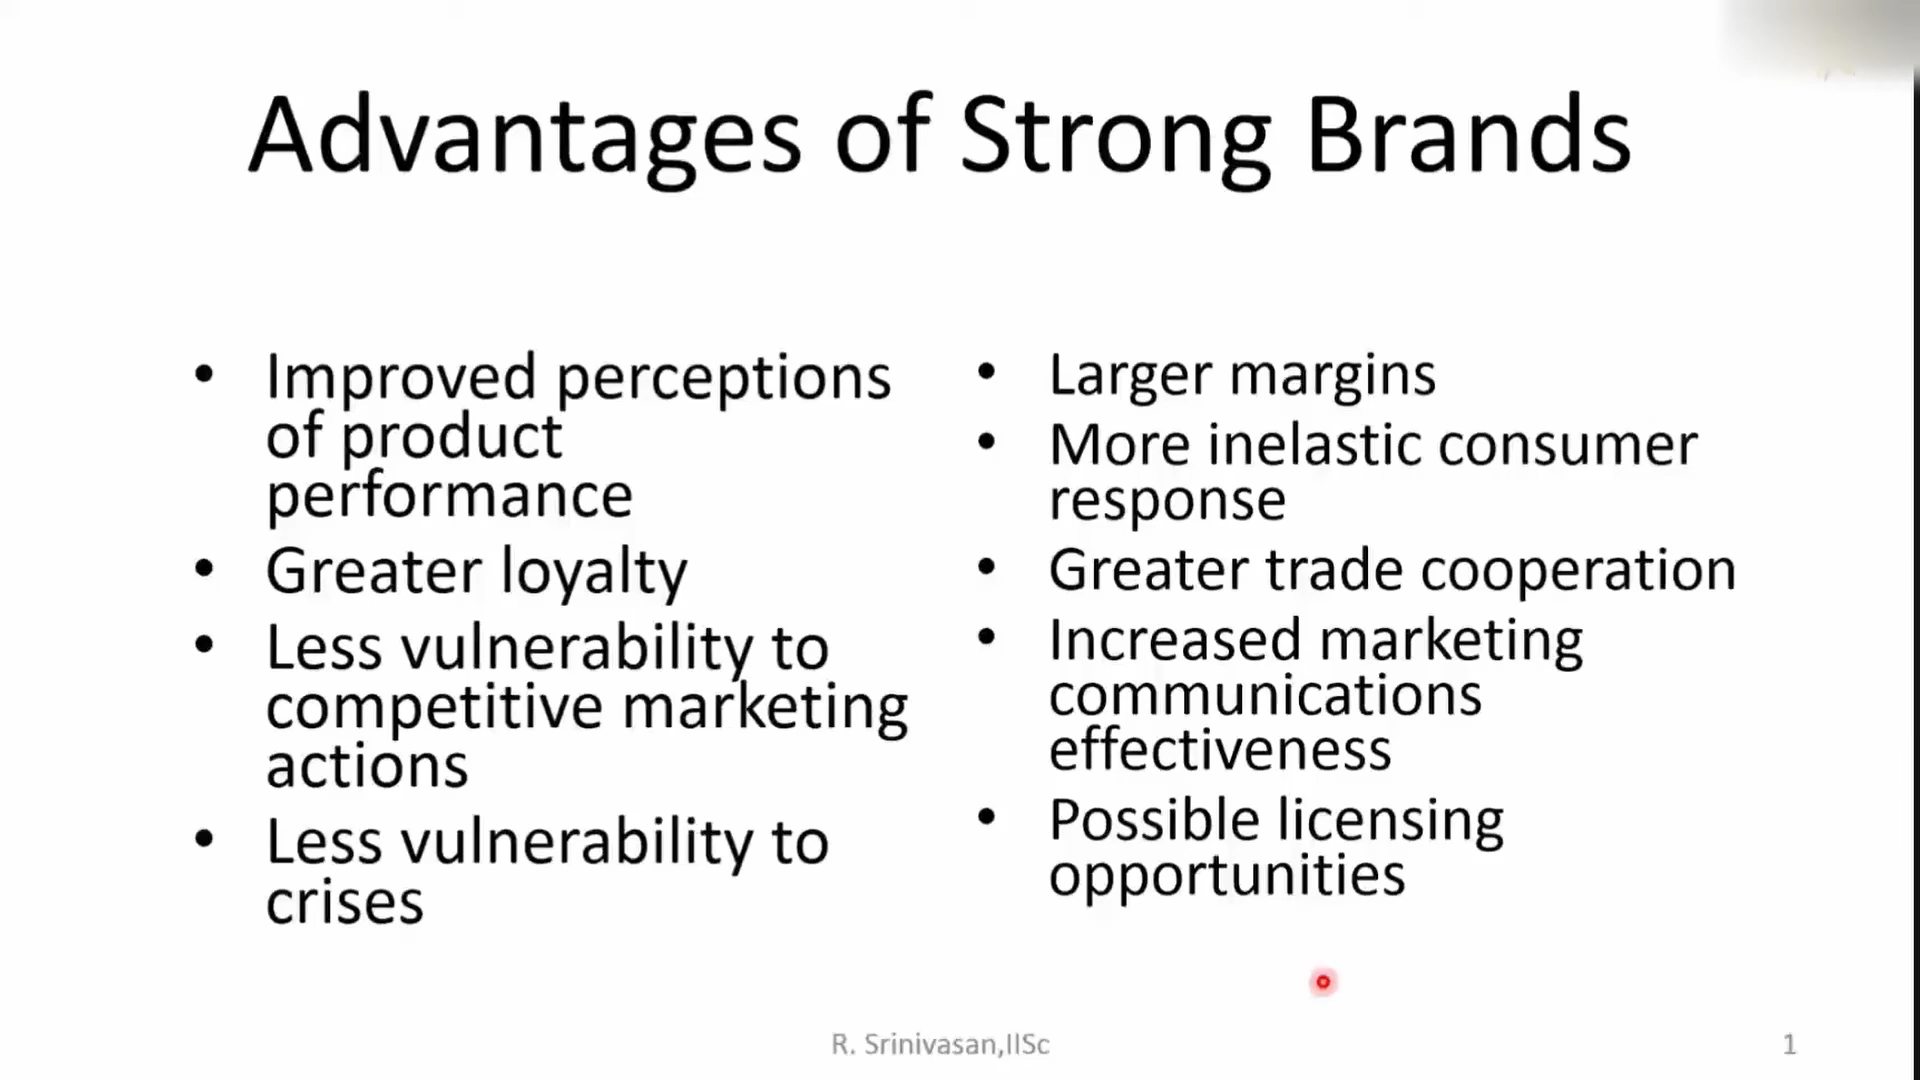 Advantages of Strong Brands
• Improved perceptions
of product
performance
• Greater loyalty
• Less vulnerability to
competitive marketing
actions
• Less vulnerability to
crises
• Larger margins
• More inelastic consumer
response
• Greater trade cooperation
• Increased marketing
communications
effectiveness
• Possible licensing
opportunities
R. Srinivasan,IISc
1